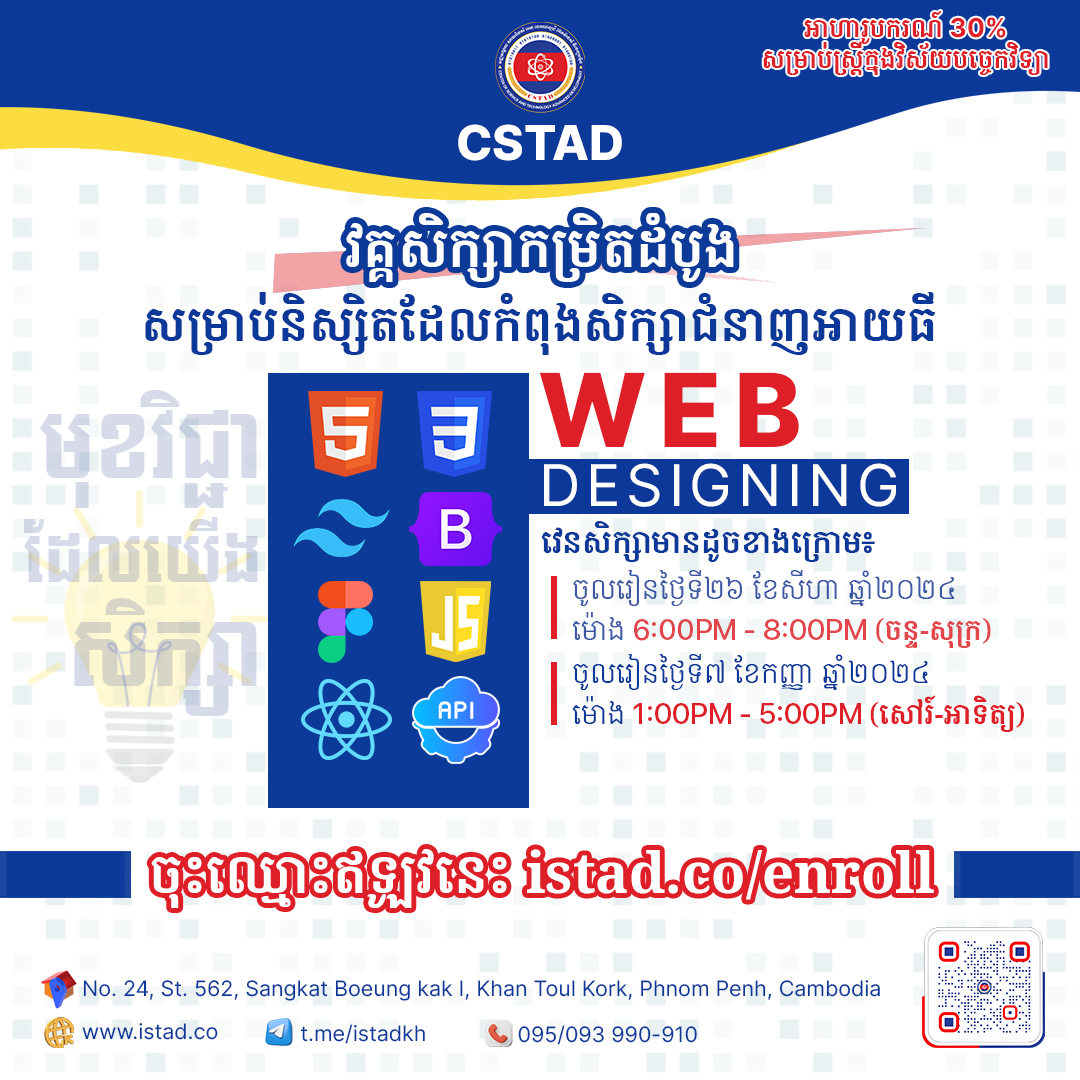 អាហារូបករណ៍ 30%
សម្រាប់ស្ត្រីក្នុងវិស័យបច្ចេកវិទ្យា
CSTAD
CSTAD
វគ្គសិក្សាកម្រិតដំបូង
សម្រាប់និស្សិតដែលកំពុងសិក្សាជំនាញអាយធី
មុខវិជ្ជា
ដែលយើង
សិក្សា
5
3
B
JS
API
WEB
DESIGNING
វេនសិក្សាមានដូចខាងក្រោម៖
ចូលរៀនថ្ងៃទី២៦ ខែសីហា ឆ្នាំ២០២៤
ម៉ោង 6:00PM - 8:00PM (ចន្ទ-សុក្រ)
ចូលរៀនថ្ងៃទី៧ ខែកញ្ញា ឆ្នាំ២០២៤
ម៉ោង 1:00PM - 5:00PM (សៅរ៍-អាទិត្យ)
ចុះឈ្មោះឥឡូវនេះ istad.co/enroll
No. 24, St. 562, Sangkat Boeung kak I, Khan Toul Kork, Phnom Penh, Cambodia
www.istad.co
t.me/istadkh
095/093 990-910